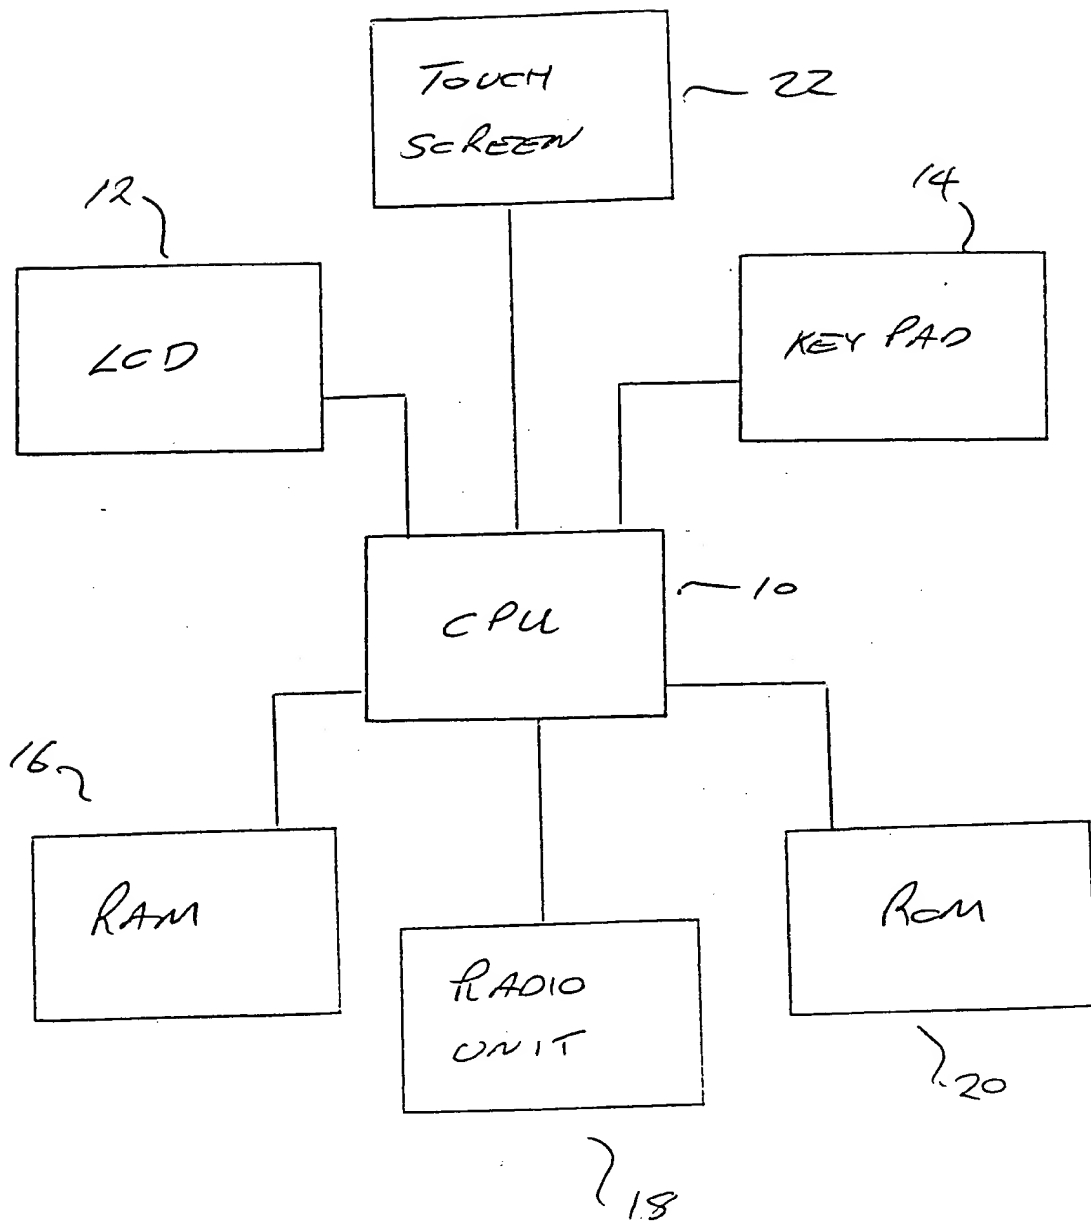 TOUCH
SCREEN
22
12
14
LCD
KEY PAD
CPU
10
16
RAM
ROM
RADIO
UNIT
20
18